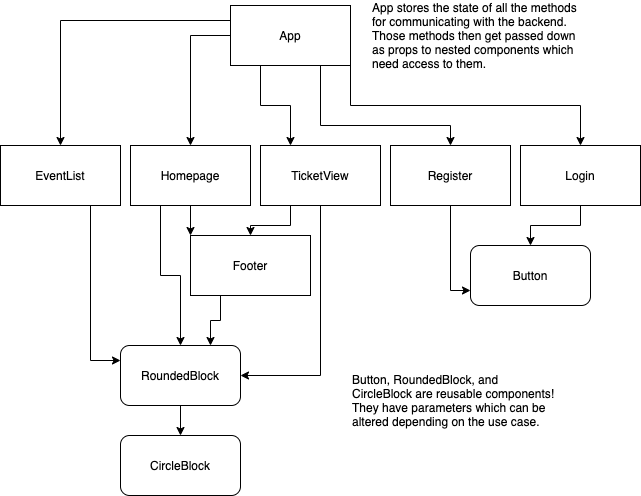 App stores the state of all the methods
for communicating with the backend.
Those methods then get passed down
as props to nested components which
need access to them.
App
EventList
Homepage
TicketView
Register
Login
Footer
Button
RoundedBlock
Button, RoundedBlock, and
CircleBlock are reusable components!
They have parameters which can be
altered depending on the use case.
CircleBlock